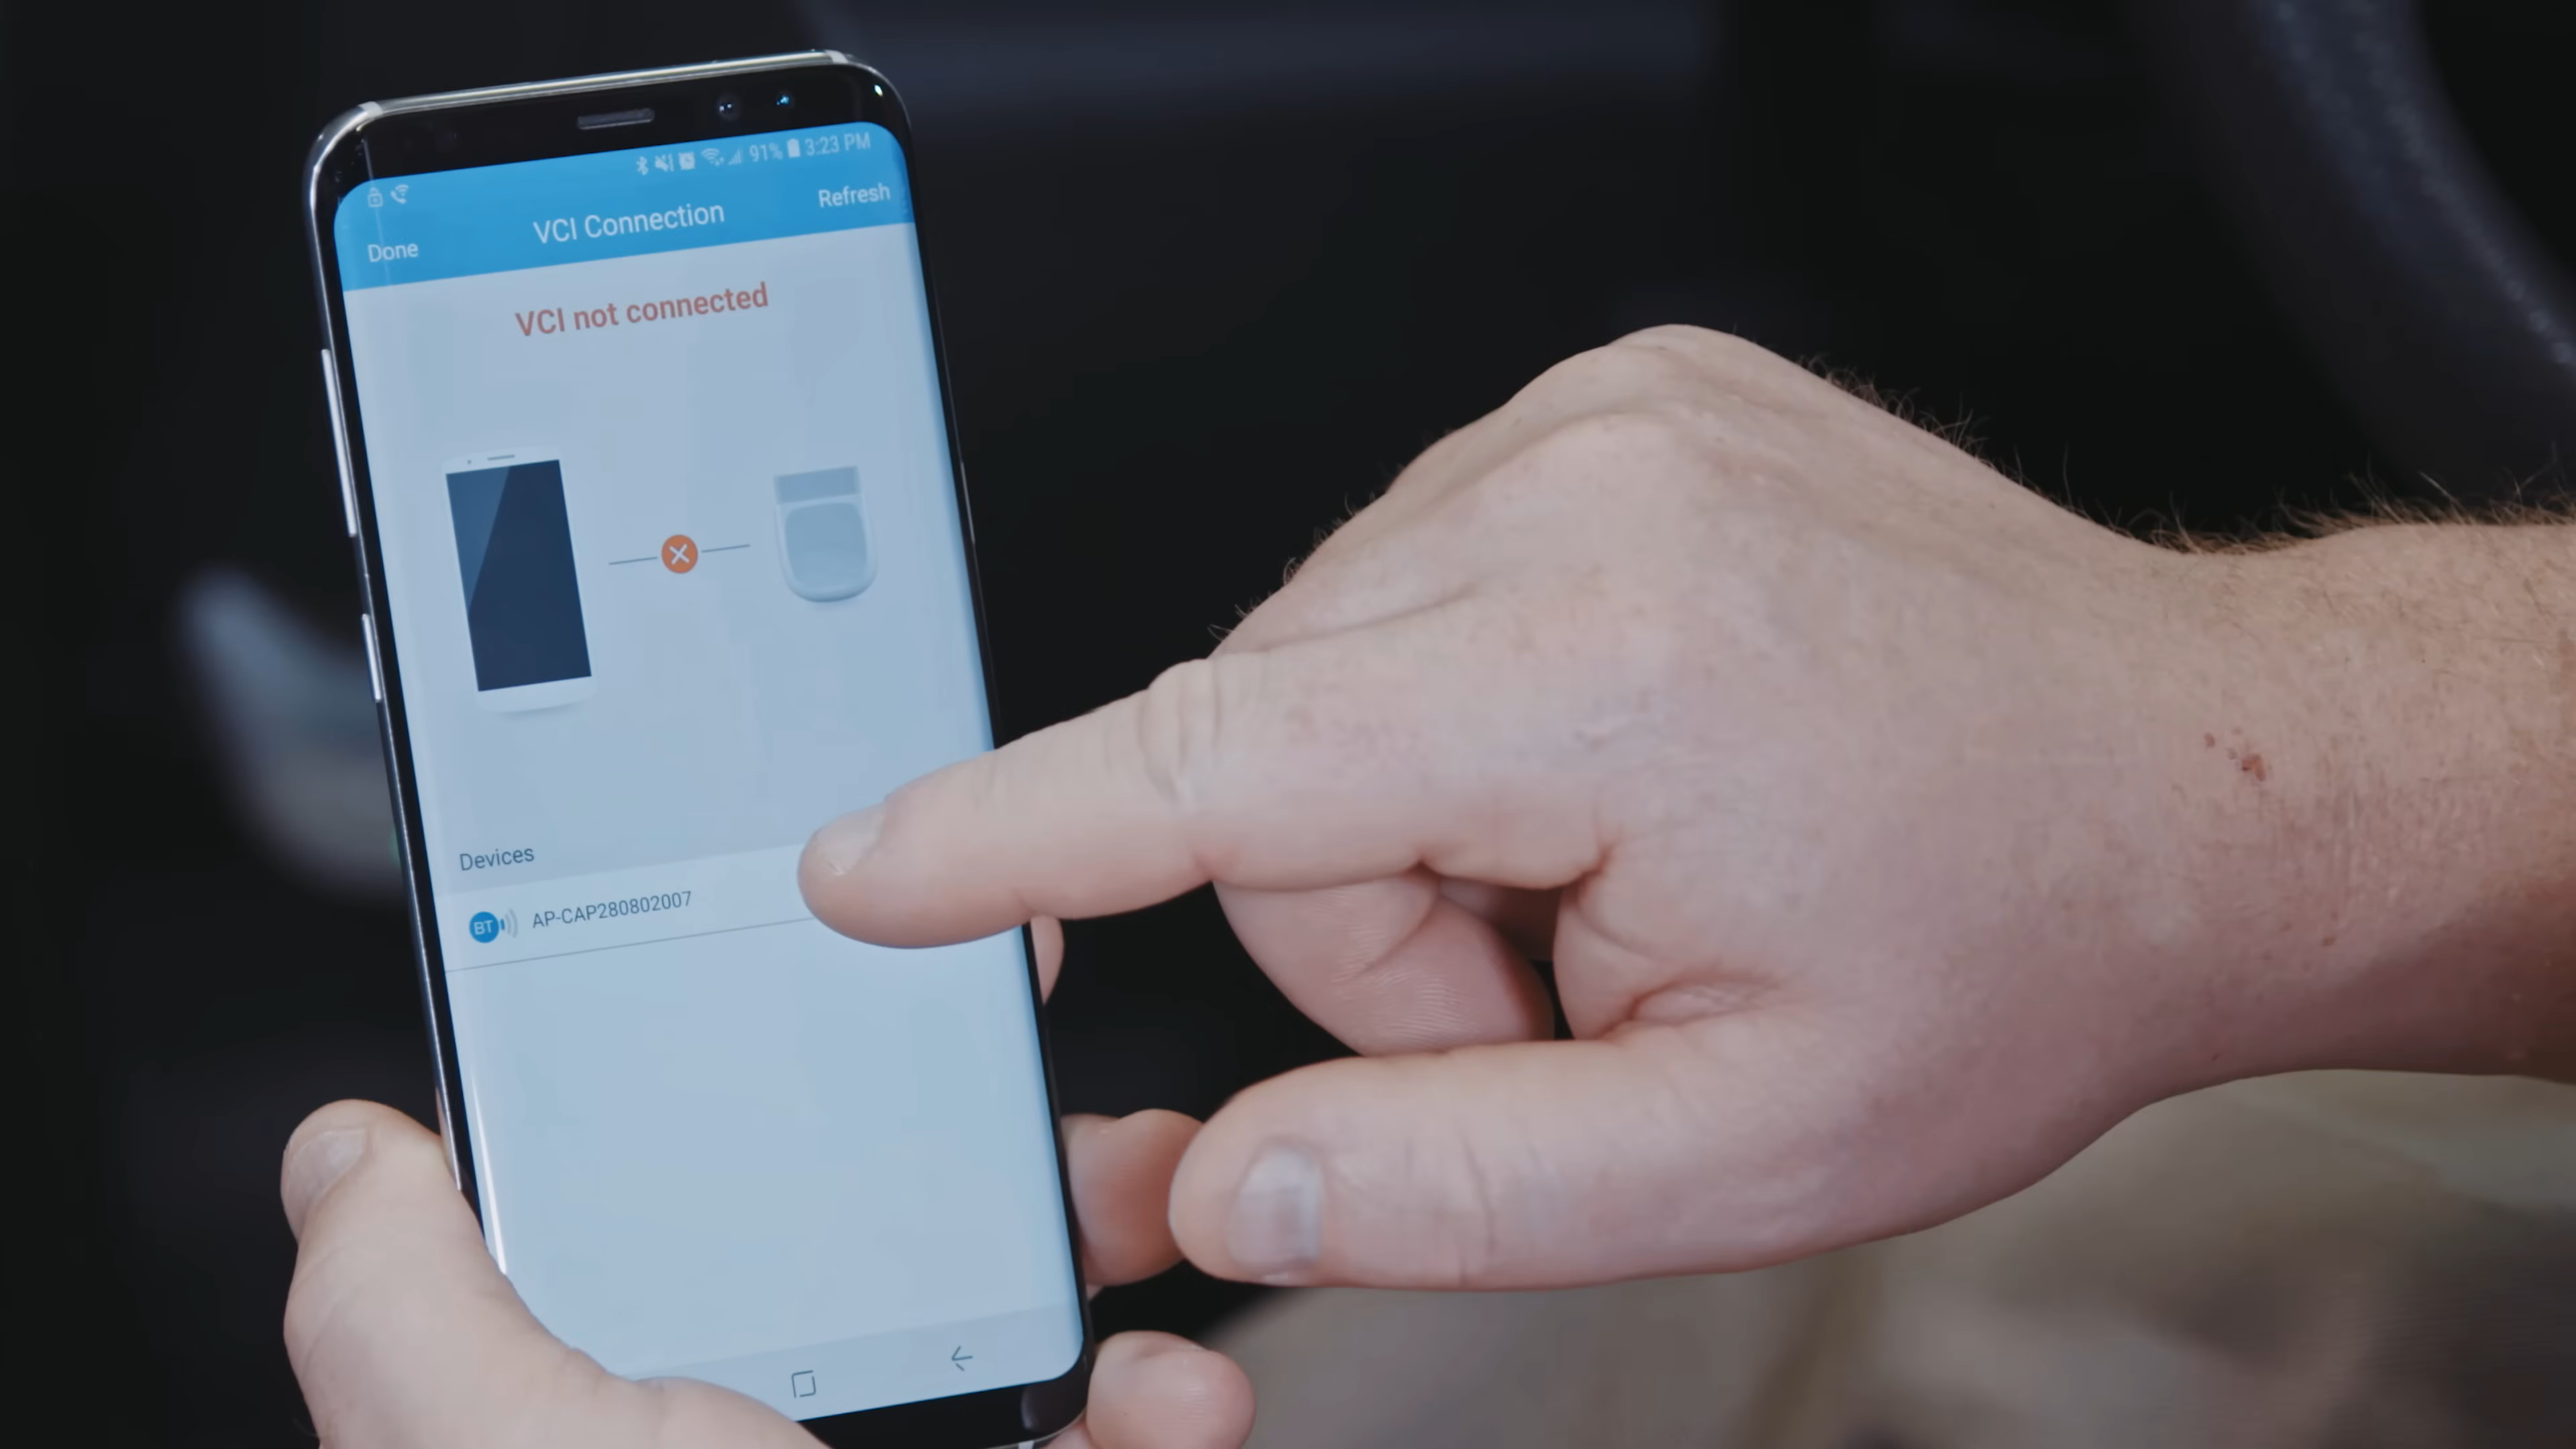 91% 3:23 PM
Done
VCI Connection
Refresh
VCI not connected
Devices
BT
AP-CAP280802007